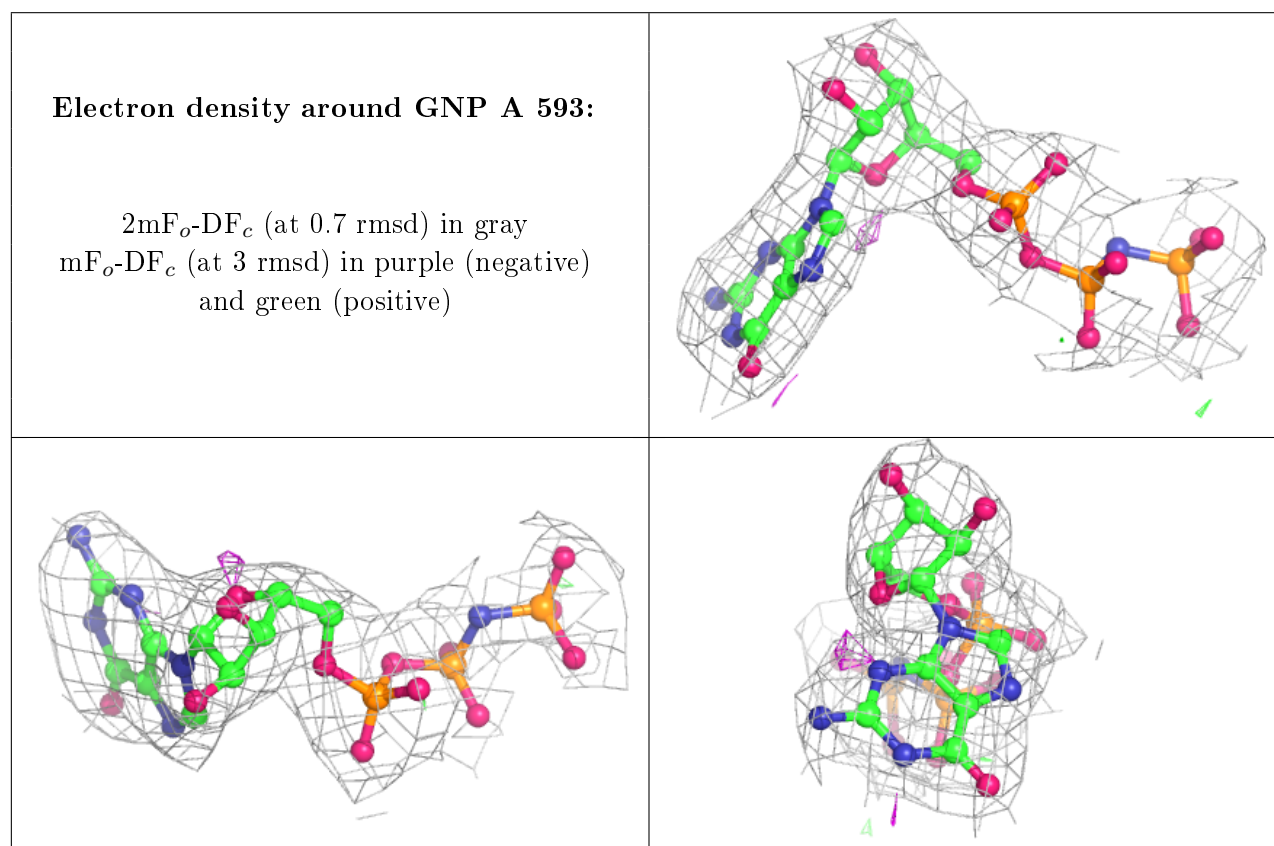 Electron density around GNP A 593:
2mFₒ-DF𝒸 (at 0.7 rmsd) in gray
mFₒ-DF𝒸 (at 3 rmsd) in purple (negative)
and green (positive)